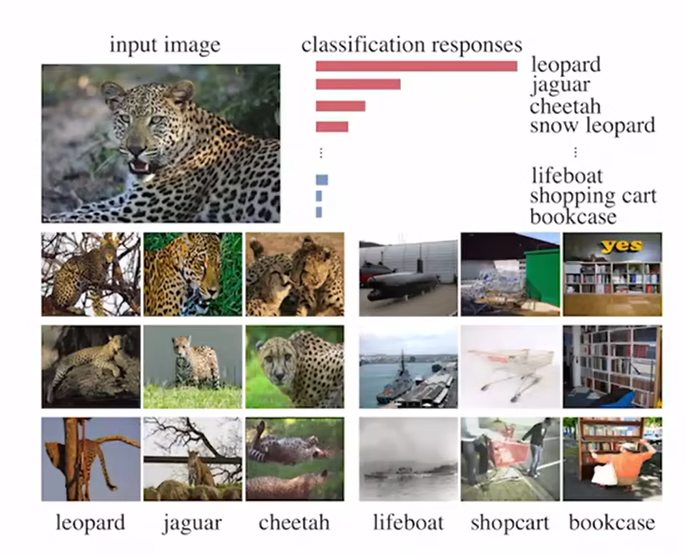 input image
classification responses
leopard
jaguar
cheetah
snow leopard
lifeboat
shopping cart
bookcase
yes
leopard jaguar cheetah lifeboat shopcart bookcase